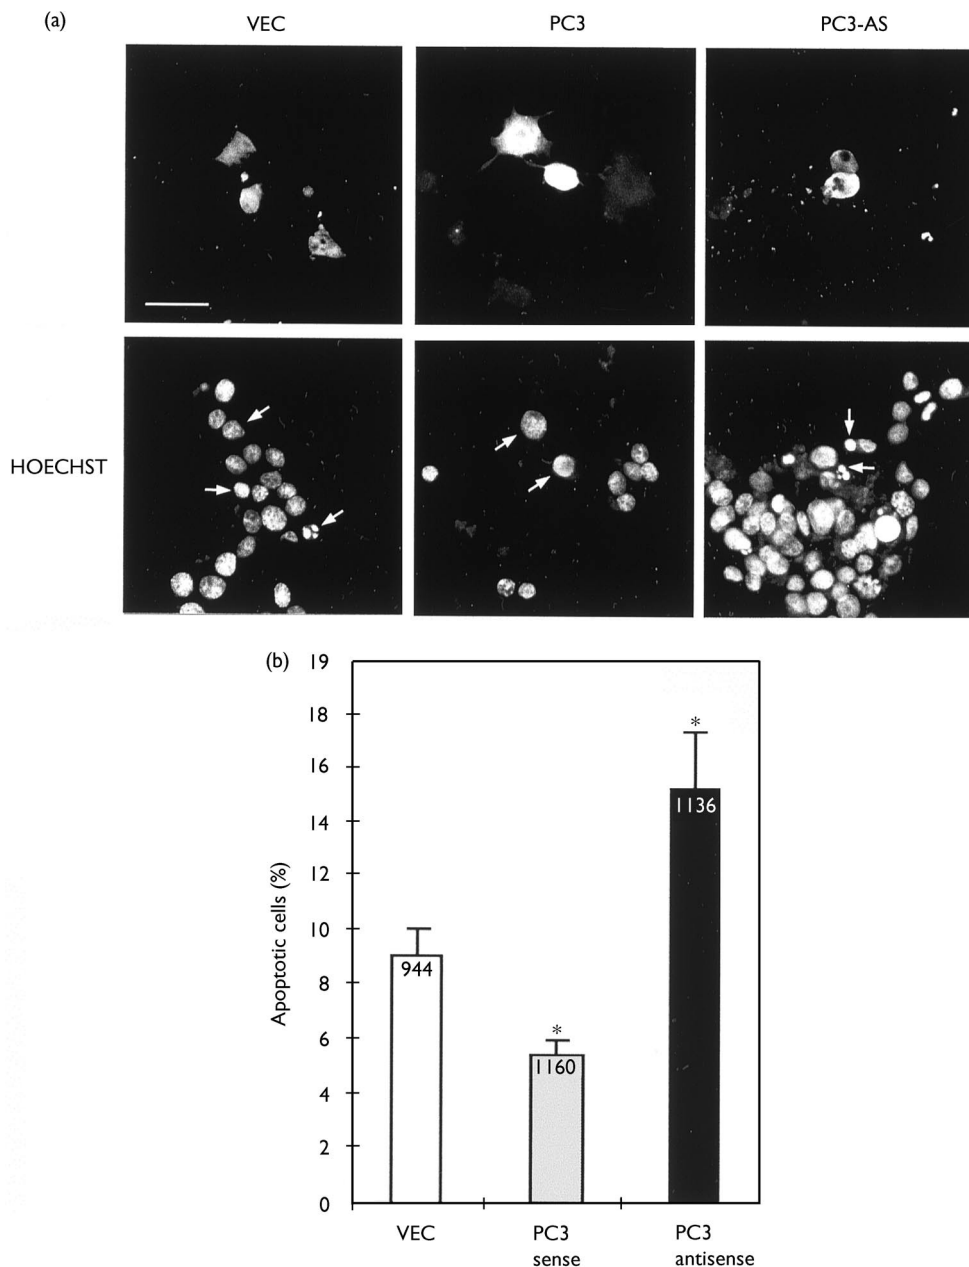 (a)
VEC
PC3
PC3-AS
HOECHST
(b)
19
18
16
14
12
10
8
6
4
2
0
Apoptotic cells (%)
944
*
1160
*
1136
VEC
PC3
sense
PC3
antisense